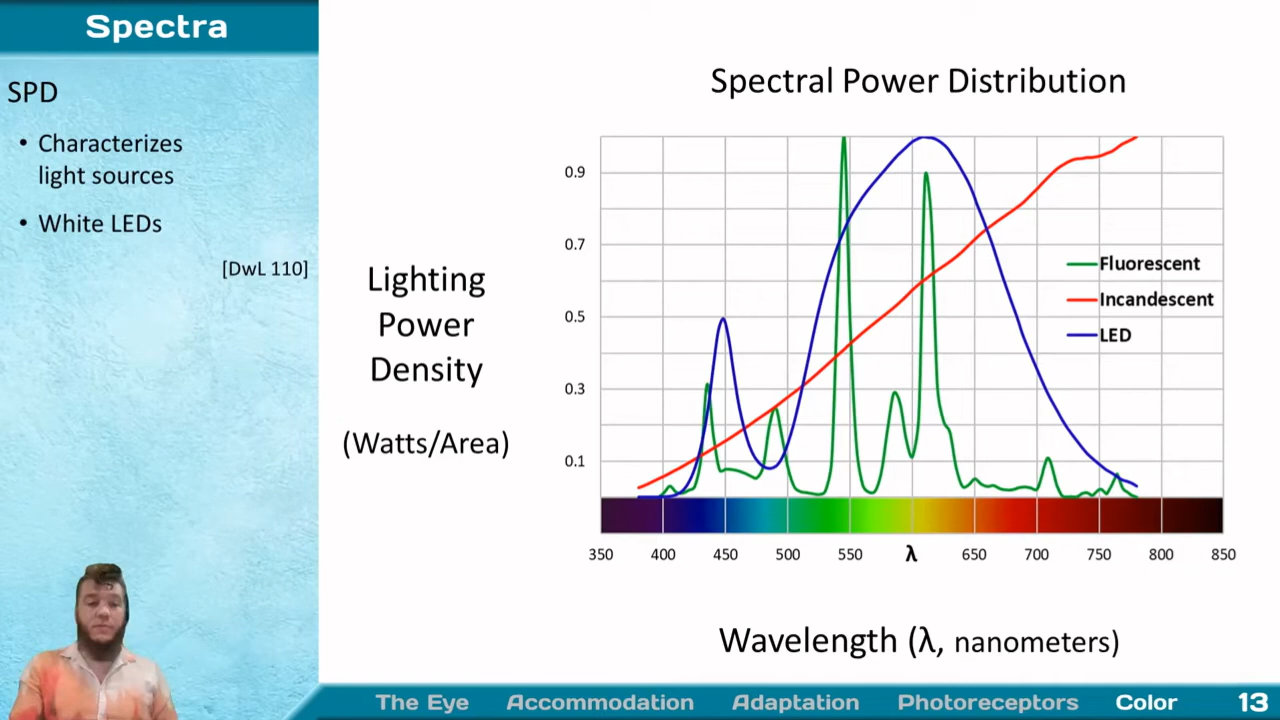 Spectra
SPD
• Characterizes
light sources
• White LEDs
[DwL 110]
Spectral Power Distribution
Lighting
Power
Density
(Watts/Area)
0.9
0.7
0.5
0.3
0.1
Fluorescent
Incandescent
LED
350 400 450 500 550 λ 650 700 750 800 850
Wavelength (λ, nanometers)
The Eye Accommodation Adaptation Photoreceptors Color 13